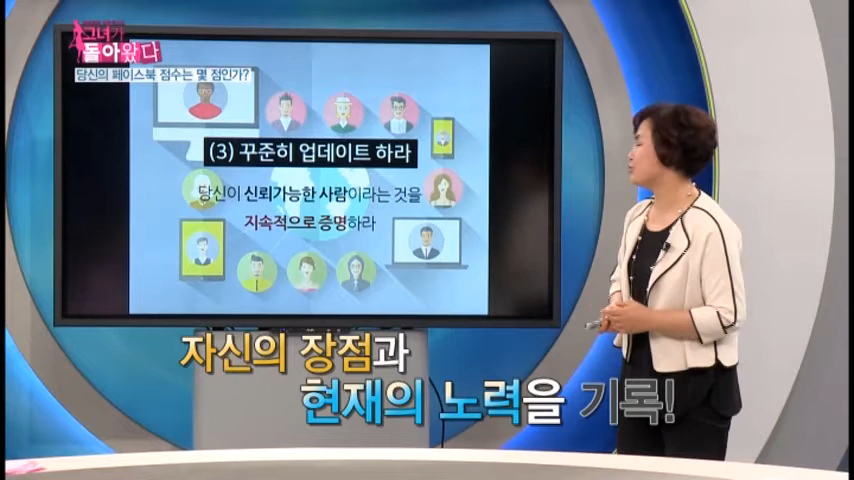 그녀가
돌아왔다
당신의 페이스북 점수는 몇 점인가?
(3) 꾸준히 업데이트 하라
당신이 신뢰가능한 사람이라는 것을
지속적으로 증명하라
자신의 장점과
현재의 노력을 기록!